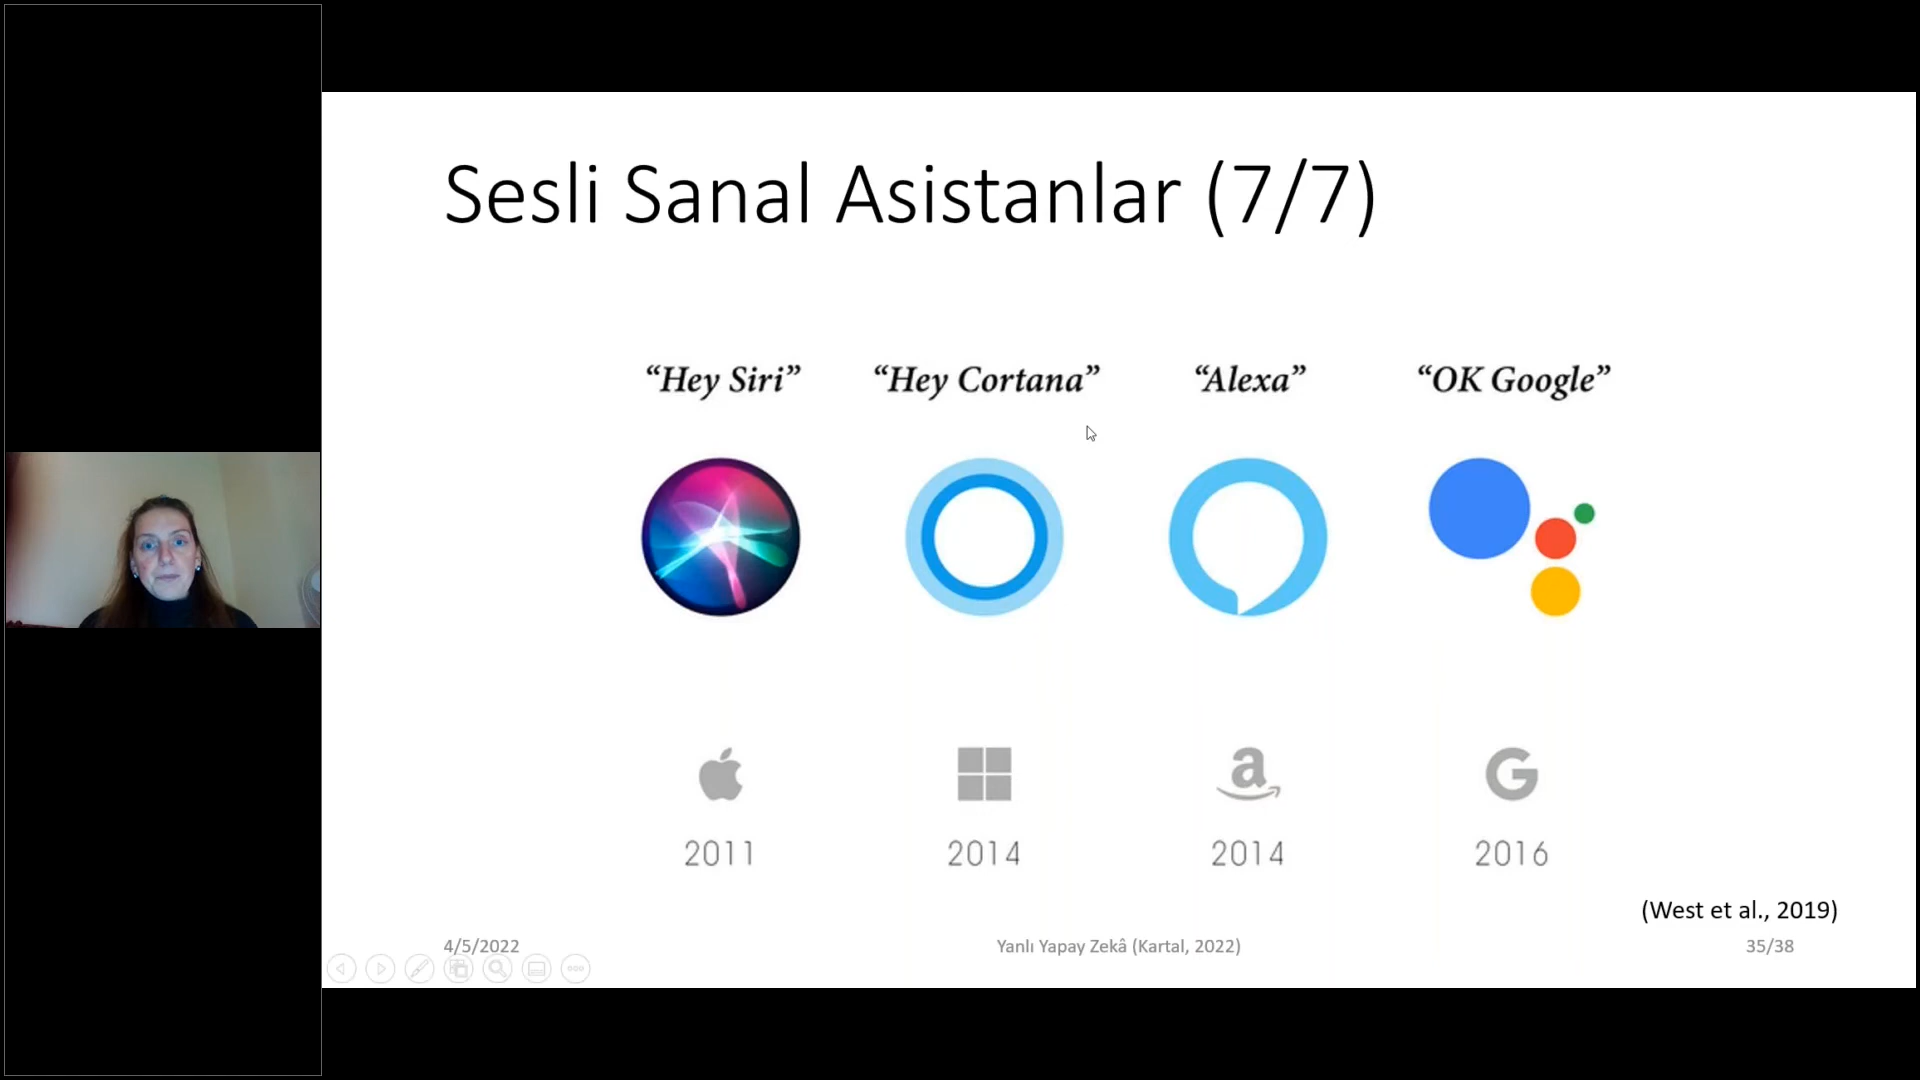 Sesli Sanal Asistanlar (7/7)
“Hey Siri” “Hey Cortana” “Alexa” “OK Google”
2011 2014 2014 2016
(West et al., 2019)
4/5/2022 Yanlı Yapay Zekâ (Kartal, 2022) 35/38